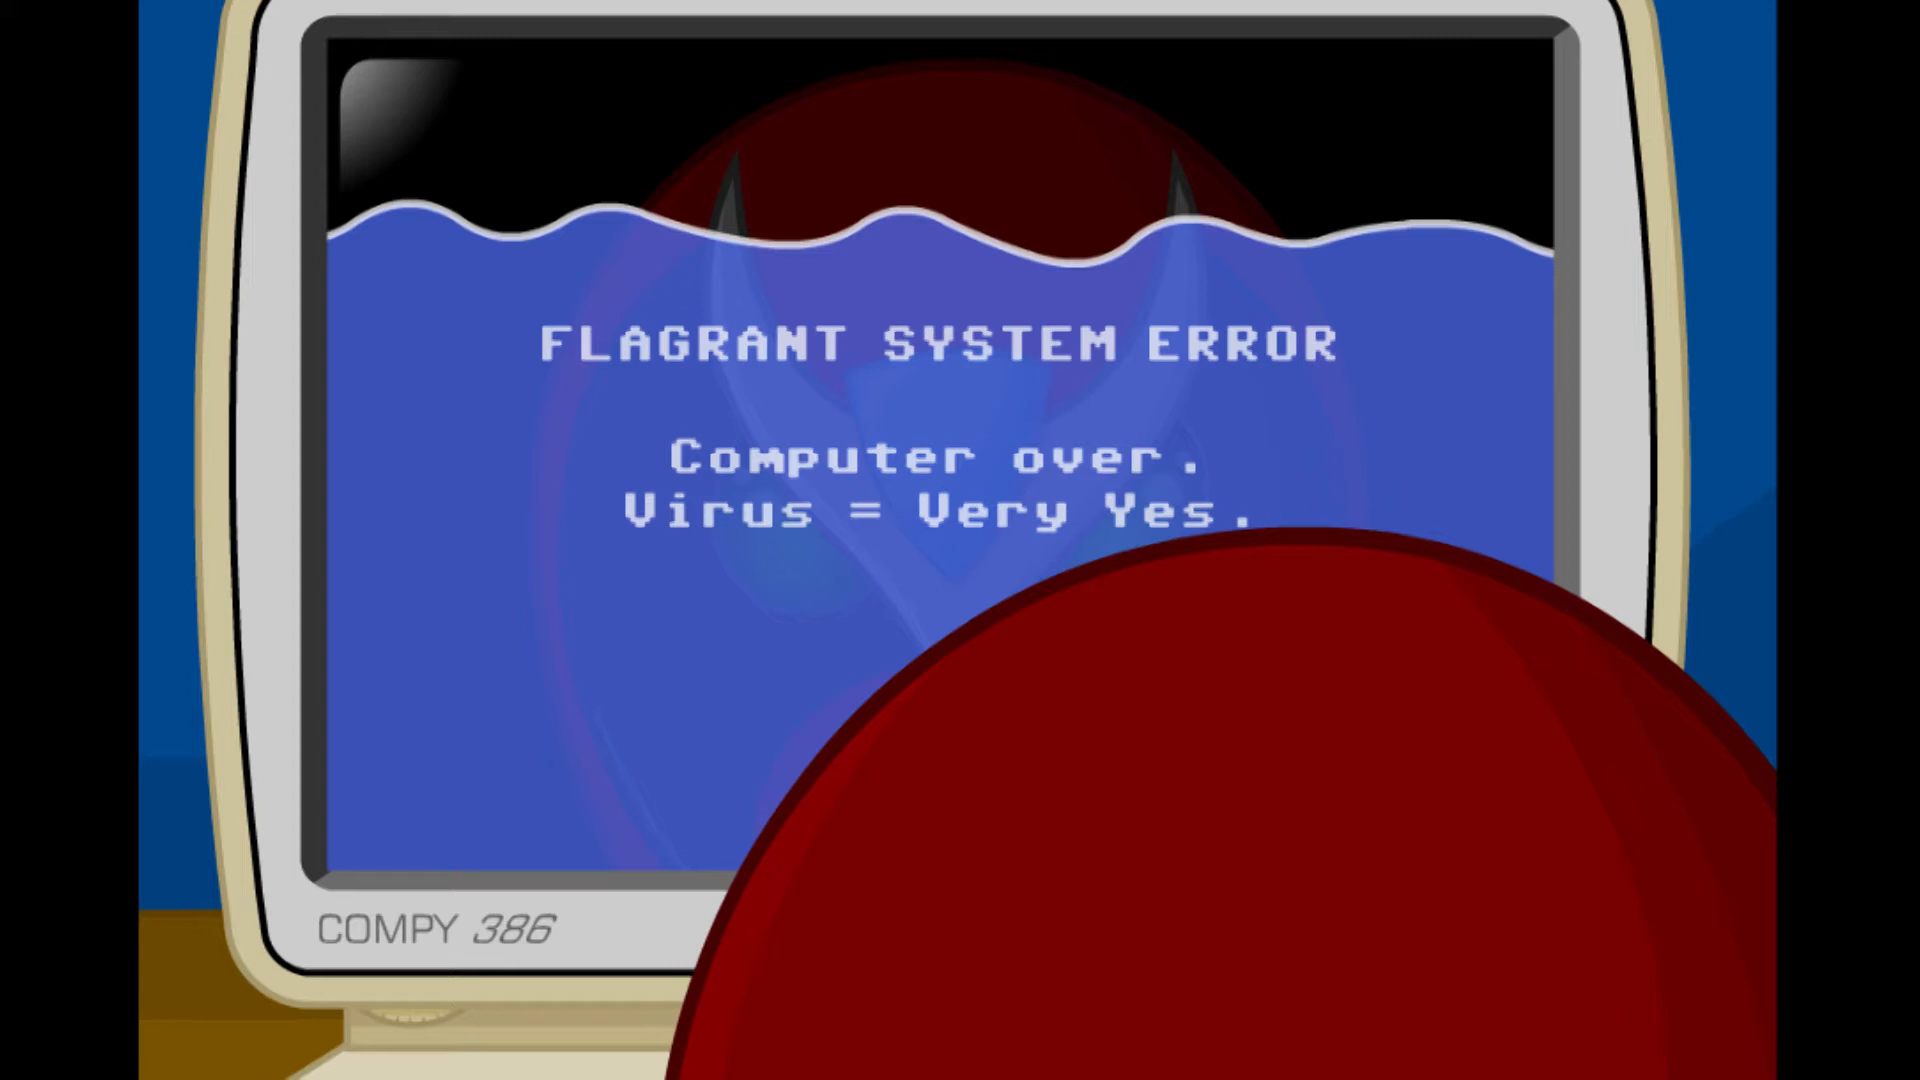 FLAGRANT SYSTEM ERROR
Computer over.
Virus = Very Yes.
COMPY 386